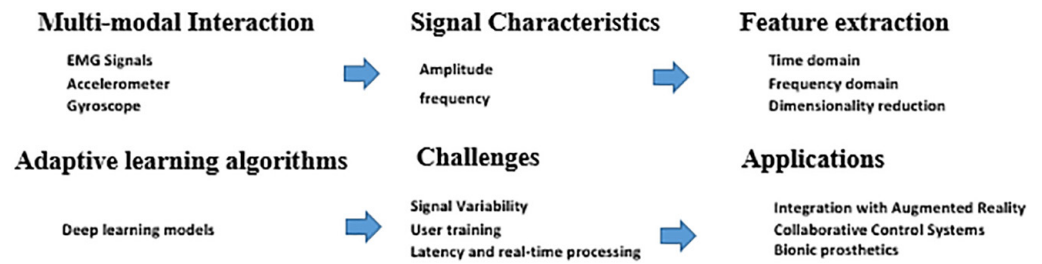 Multi-modal Interaction
EMG Signals
Accelerometer
Gyroscope
Signal Characteristics
Amplitude
frequency
Feature extraction
Time domain
Frequency domain
Dimensionality reduction
Adaptive learning algorithms
Deep learning models
Challenges
Signal Variability
User training
Latency and real-time processing
Applications
Integration with Augmented Reality
Collaborative Control Systems
Bionic prosthetics